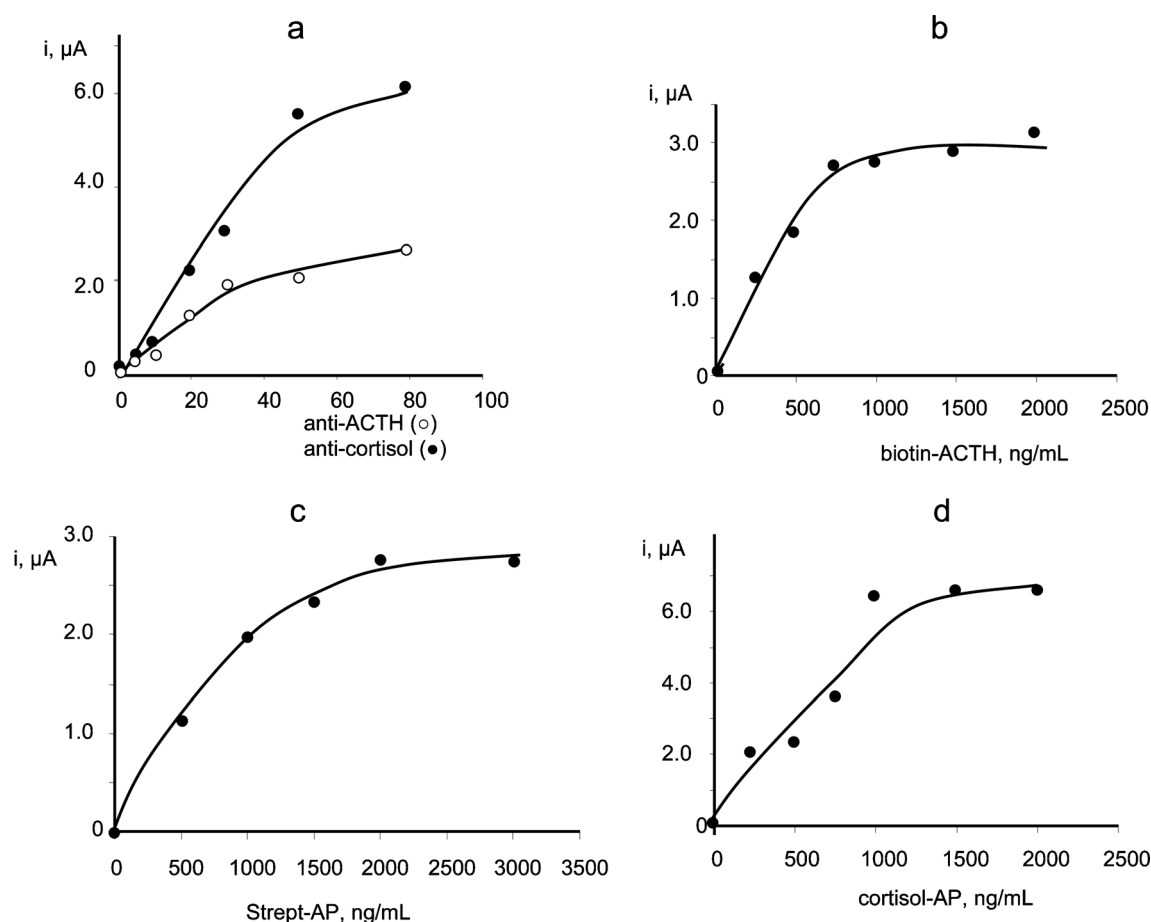 a
i, µA
6.0
4.0
2.0
0
0 20 40 60 80 100
anti-ACTH (○)
anti-cortisol (●)
b
i, µA
3.0
2.0
1.0
0
0 500 1000 1500 2000 2500
biotin-ACTH, ng/mL
c
3.0
i, µA
2.0
1.0
0
0 500 1000 1500 2000 2500 3000 3500
Strept-AP, ng/mL
d
i, µA
6.0
4.0
2.0
0
0 500 1000 1500 2000 2500
cortisol-AP, ng/mL